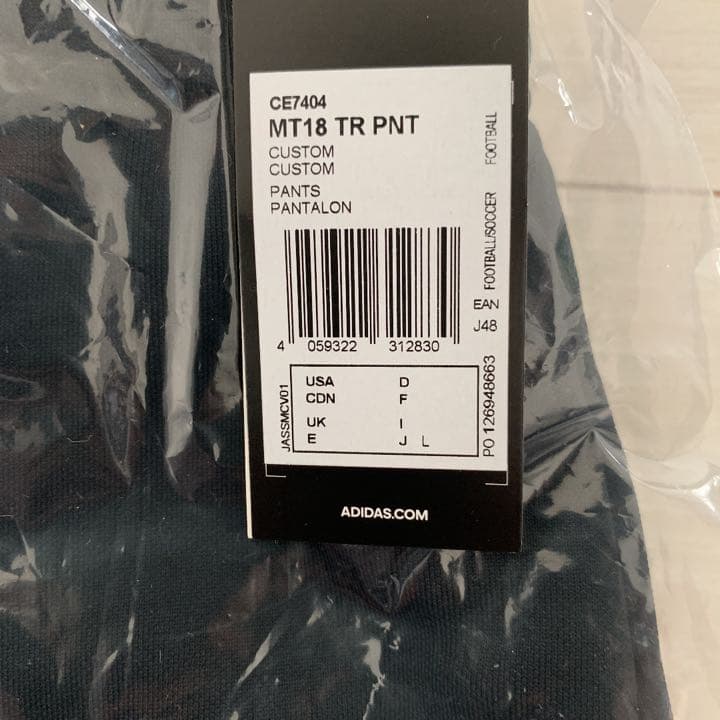 CE7404
MT18 TR PNT
CUSTOM
CUSTOM
PANTS
PANTALON
FOOTBALL/SOCCER FOOTBALL
EAN
J48
4 059322 312830
JASSMCV01
USA D
CDN F
UK I
E J L
PO 126948663
ADIDAS.COM